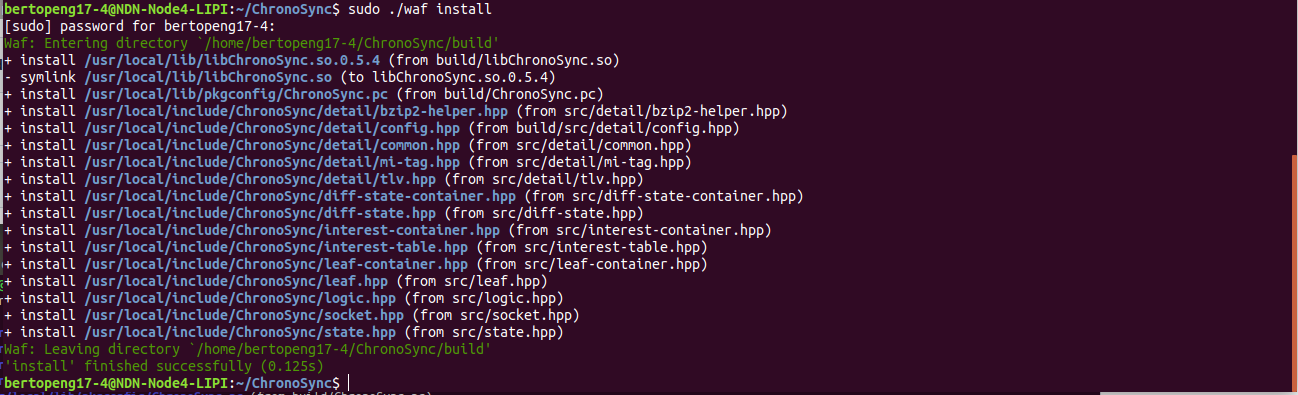 bertopeng17-4@NDN-Node4-LIPI:~/ChronoSync$ sudo ./waf install
[sudo] password for bertopeng17-4:
Waf: Entering directory `/home/bertopeng17-4/ChronoSync/build'
+ install /usr/local/lib/libChronoSync.so.0.5.4 (from build/libChronoSync.so)
- symlink /usr/local/lib/libChronoSync.so (to libChronoSync.so.0.5.4)
+ install /usr/local/lib/pkgconfig/ChronoSync.pc (from build/ChronoSync.pc)
+ install /usr/local/include/ChronoSync/detail/bzip2-helper.hpp (from src/detail/bzip2-helper.hpp)
+ install /usr/local/include/ChronoSync/detail/config.hpp (from build/src/detail/config.hpp)
+ install /usr/local/include/ChronoSync/detail/common.hpp (from src/detail/common.hpp)
+ install /usr/local/include/ChronoSync/detail/mi-tag.hpp (from src/detail/mi-tag.hpp)
+ install /usr/local/include/ChronoSync/detail/tlv.hpp (from src/detail/tlv.hpp)
+ install /usr/local/include/ChronoSync/diff-state-container.hpp (from src/diff-state-container.hpp)
+ install /usr/local/include/ChronoSync/diff-state.hpp (from src/diff-state.hpp)
+ install /usr/local/include/ChronoSync/interest-container.hpp (from src/interest-container.hpp)
+ install /usr/local/include/ChronoSync/interest-table.hpp (from src/interest-table.hpp)
+ install /usr/local/include/ChronoSync/leaf-container.hpp (from src/leaf-container.hpp)
+ install /usr/local/include/ChronoSync/leaf.hpp (from src/leaf.hpp)
+ install /usr/local/include/ChronoSync/logic.hpp (from src/logic.hpp)
+ install /usr/local/include/ChronoSync/socket.hpp (from src/socket.hpp)
+ install /usr/local/include/ChronoSync/state.hpp (from src/state.hpp)
Waf: Leaving directory `/home/bertopeng17-4/ChronoSync/build'
'install' finished successfully (0.125s)
bertopeng17-4@NDN-Node4-LIPI:~/ChronoSync$